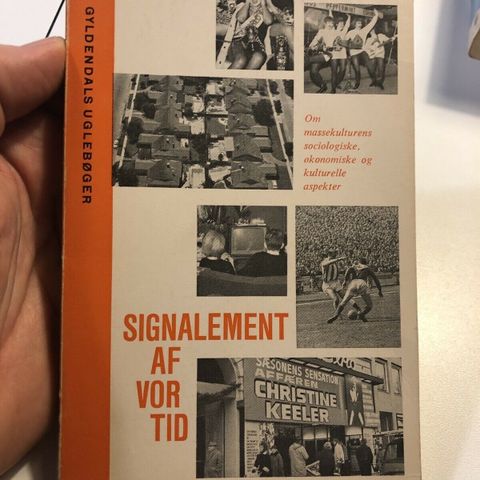 GYLDENDALS UGLEBØGER
Om
massekulturens
sociologiske,
økonomiske og
kulturelle
aspekter
SIGNALEMENT
AF
VOR
TID
SÆSONENS SENSATION
AFFÆREN
CHRISTINE
KEELER